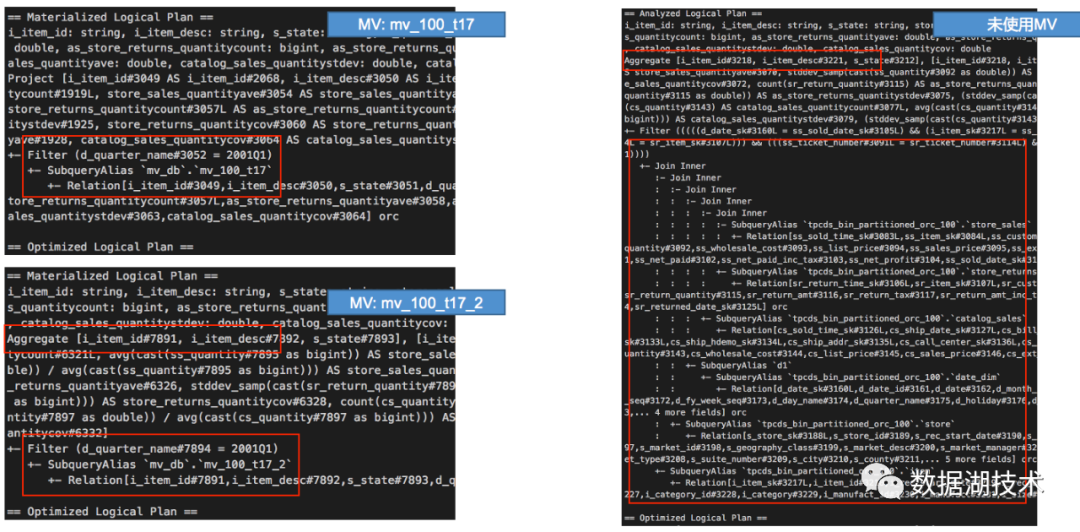 == Materialized Logical Plan ==
MV: mv_100_t17
i_item_id: string, i_item_desc: string, s_state:
double, as_store_returns_quantitycount: bigint, as_store_returns_qu
ales_quantityave: double, catalog_sales_quantitystdev: double, catal
Project [i_item_id#3049 AS i_item_id#2068, i_item_desc#3050 AS i_ite
tycount#1919L, store_sales_quantityave#3054 AS store_sales_quantitya
store_returns_quantitycount#3057L AS as_store_returns_quantitycount#
itystdev#1925, store_returns_quantitycov#3060 AS store_returns_quant
yave#1928, catalog_sales_quantitycov#3064 AS catalog_sales_quantityc
+- Filter (d_quarter_name#3052 = 2001Q1)
+- SubqueryAlias `mv_db`.`mv_100_t17`
+- Relation[i_item_id#3049,i_item_desc#3050,s_state#3051,d_qua
tore_returns_quantitycount#3057L,as_store_returns_quantityave#3058,a
ales_quantitystdev#3063,catalog_sales_quantitycov#3064] orc
== Optimized Logical Plan ==
== Materialized Logical Plan ==
MV: mv_100_t17_2
i_item_id: string, i_item_desc: string, s_state:
s_quantitycount: bigint, as_store_returns_quant
, catalog_sales_quantitystdev: double, catalog_sales_quantitycov:
Aggregate [i_item_id#7891, i_item_desc#7892, s_state#7893], [i_ite
tycount#6321L, avg(cast(ss_quantity#7895 as bigint)) AS store_sale
ble)) / avg(cast(ss_quantity#7895 as bigint))) AS store_sales_quan
_returns_quantityave#6326, stddev_samp(cast(sr_return_quantity#789
as bigint))) AS store_returns_quantitycov#6328, count(cs_quantity
ntity#7897 as double)) / avg(cast(cs_quantity#7897 as bigint))) AS
antitycov#6332]
+- Filter (d_quarter_name#7894 = 2001Q1)
+- SubqueryAlias `mv_db`.`mv_100_t17_2`
+- Relation[i_item_id#7891,i_item_desc#7892,s_state#7893,d_q
== Optimized Logical Plan ==
== Analyzed Logical Plan ==
未使用MV
i_item_id: string, i_item_desc: string, s_state: string, stor
s_quantitycount: bigint, as_store_returns_quantityave: double,
, catalog_sales_quantitystdev: double, catalog_sales_quantitycov: double
Aggregate [i_item_id#3218, i_item_desc#3221, s_state#3212], [i_item_id#3218, i_it
S store_sales_quantityave#3070, stddev_samp(cast(ss_quantity#3092 as double)) AS
e_sales_quantitycov#3072, count(sr_return_quantity#3115) AS as_store_returns_quan
quantity#3115 as double)) AS as_store_returns_quantitystdev#3075, (stddev_samp(ca
(cs_quantity#3143) AS catalog_sales_quantitycount#3077L, avg(cast(cs_quantity#314
bigint))) AS catalog_sales_quantitystdev#3079, (stddev_samp(cast(cs_quantity#3143
+- Filter (((((d_date_sk#3160L = ss_sold_date_sk#3105L) && (i_item_sk#3217L = ss_
4L = sr_item_sk#3107L))) && (((ss_ticket_number#3091L = sr_ticket_number#3114L) &
1))))
+- Join Inner
:- Join Inner
: :- Join Inner
: : :- Join Inner
: : : :- Join Inner
: : : : :- SubqueryAlias `tpcds_bin_partitioned_orc_100`.`store_sales`
: : : : : +- Relation[ss_sold_time_sk#3083L,ss_item_sk#3084L,ss_custom
quantity#3092,ss_wholesale_cost#3093,ss_list_price#3094,ss_sales_price#3095,ss_ex
1,ss_net_paid#3102,ss_net_paid_inc_tax#3103,ss_net_profit#3104,ss_sold_date_sk#31
: : : : +- SubqueryAlias `tpcds_bin_partitioned_orc_100`.`store_returns
: : : : +- Relation[sr_return_time_sk#3106L,sr_item_sk#3107L,sr_cust
sr_return_quantity#3115,sr_return_amt#3116,sr_return_tax#3117,sr_return_amt_inc_t
4,sr_returned_date_sk#3125L] orc
: : : +- SubqueryAlias `tpcds_bin_partitioned_orc_100`.`catalog_sales`
: : : +- Relation[cs_sold_time_sk#3126L,cs_ship_date_sk#3127L,cs_bill
sk#3133L,cs_ship_hdemo_sk#3134L,cs_ship_addr_sk#3135L,cs_call_center_sk#3136L,cs_
uantity#3143,cs_wholesale_cost#3144,cs_list_price#3145,cs_sales_price#3146,cs_ext
: : +- SubqueryAlias `d1`
: : +- SubqueryAlias `tpcds_bin_partitioned_orc_100`.`date_dim`
: : +- Relation[d_date_sk#3160L,d_date_id#3161,d_date#3162,d_month_
_seq#3172,d_fy_week_seq#3173,d_day_name#3174,d_quarter_name#3175,d_holiday#3176,d
3,... 4 more fields] orc
: +- SubqueryAlias `tpcds_bin_partitioned_orc_100`.`store`
: +- Relation[s_store_sk#3188L,s_store_id#3189,s_rec_start_date#3190,s_
97,s_market_id#3198,s_geography_class#3199,s_market_desc#3200,s_market_manager#32
et_type#3208,s_suite_number#3209,s_city#3210,s_county#3211,... 5 more fields] orc
+- SubqueryAlias `tpcds_bin_partitioned_orc_100`.
+- Relation[i_item_sk#3217L,
227,i_category_id#3228,i_category#3229,
数据湖技术
== Optimized Logical Plan ==